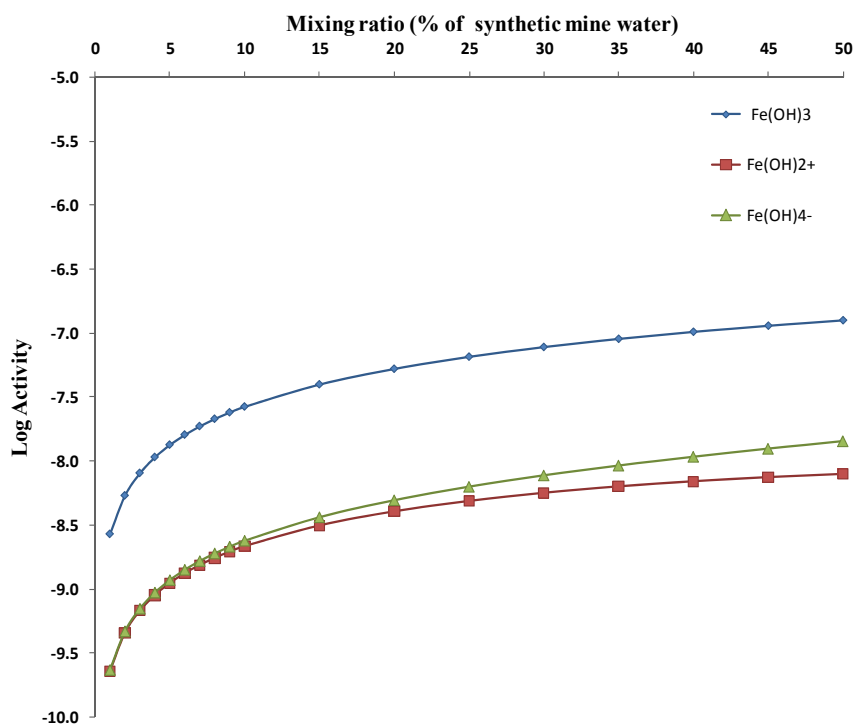 Mixing ratio (% of synthetic mine water)
0 5 10 15 20 25 30 35 40 45 50
-5.0
-5.5
-6.0
-6.5
-7.0
-7.5
-8.0
-8.5
-9.0
-9.5
-10.0
Log Activity
Fe(OH)3
Fe(OH)2+
Fe(OH)4-